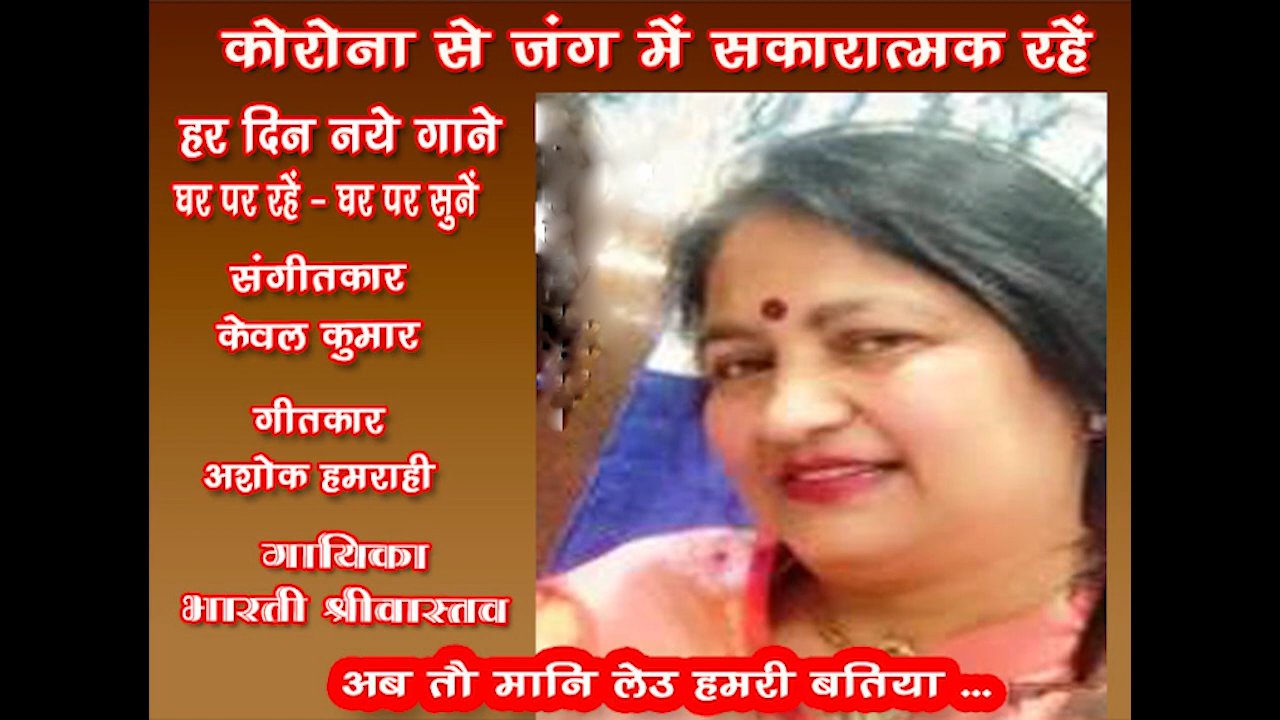 कोरोना से जंग में सकारात्मक रहें
हर दिन नये गाने
घर पर रहें - घर पर सुनें
संगीतकार
केवल कुमार
गीतकार
अशोक हमराही
गायिका
भारती श्रीवास्तव
अब तौ मानि लेउ हमरी बतिया ...